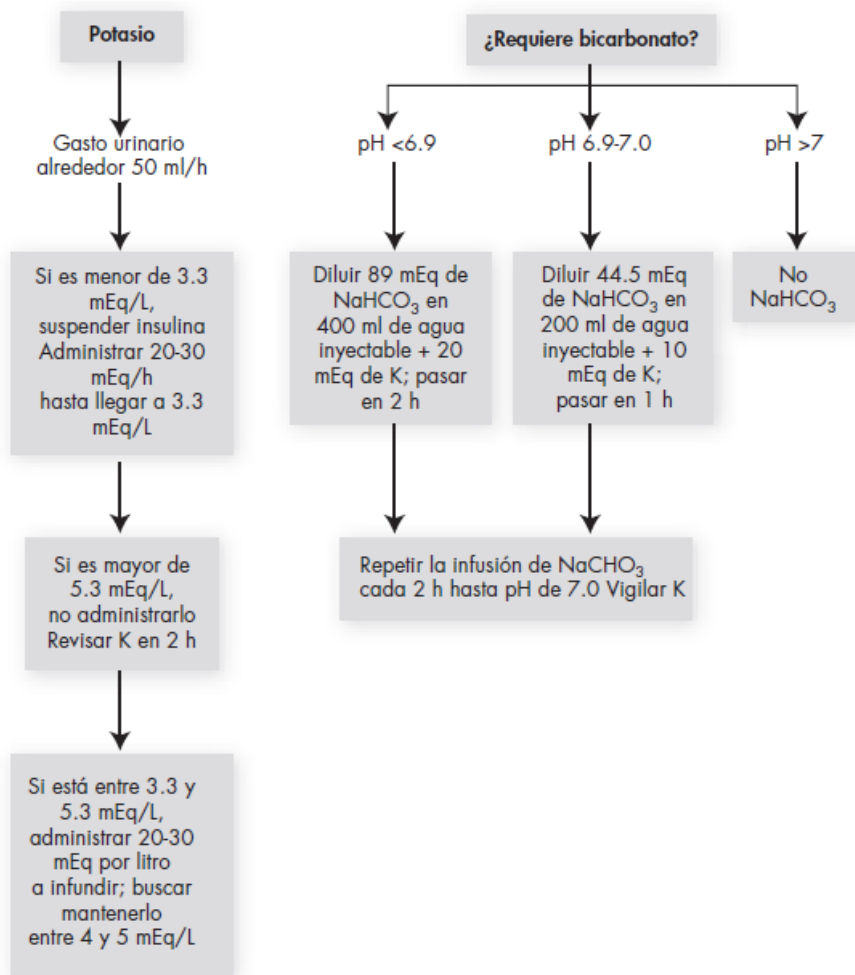 Potasio
Gasto urinario
alrededor 50 ml/h
Si es menor de 3.3
mEq/L,
suspender insulina
Administrar 20-30
mEq/h
hasta llegar a 3.3
mEq/L
Si es mayor de
5.3 mEq/L,
no administrarlo
Revisar K en 2 h
Si está entre 3.3 y
5.3 mEq/L,
administrar 20-30
mEq por litro
a infundir; buscar
mantenerlo
entre 4 y 5 mEq/L
¿Requiere bicarbonato?
pH <6.9
Diluir 89 mEq de
NaHCO₃ en
400 ml de agua
inyectable + 20
mEq de K; pasar
en 2 h
pH 6.9-7.0
Diluir 44.5 mEq
de NaHCO₃ en
200 ml de agua
inyectable + 10
mEq de K;
pasar en 1 h
pH >7
No
NaHCO₃
Repetir la infusión de NaCHO₃
cada 2 h hasta pH de 7.0 Vigilar K